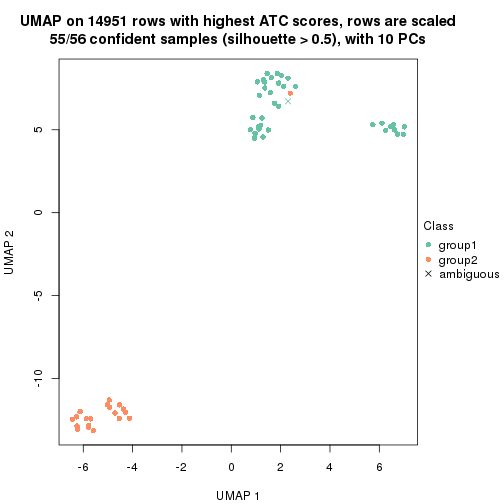 UMAP on 14951 rows with highest ATC scores, rows are scaled
55/56 confident samples (silhouette > 0.5), with 10 PCs
5
0
-5
-10
UMAP 2
-6
-4
-2
0
2
4
6
UMAP 1
Class
group1
group2
ambiguous